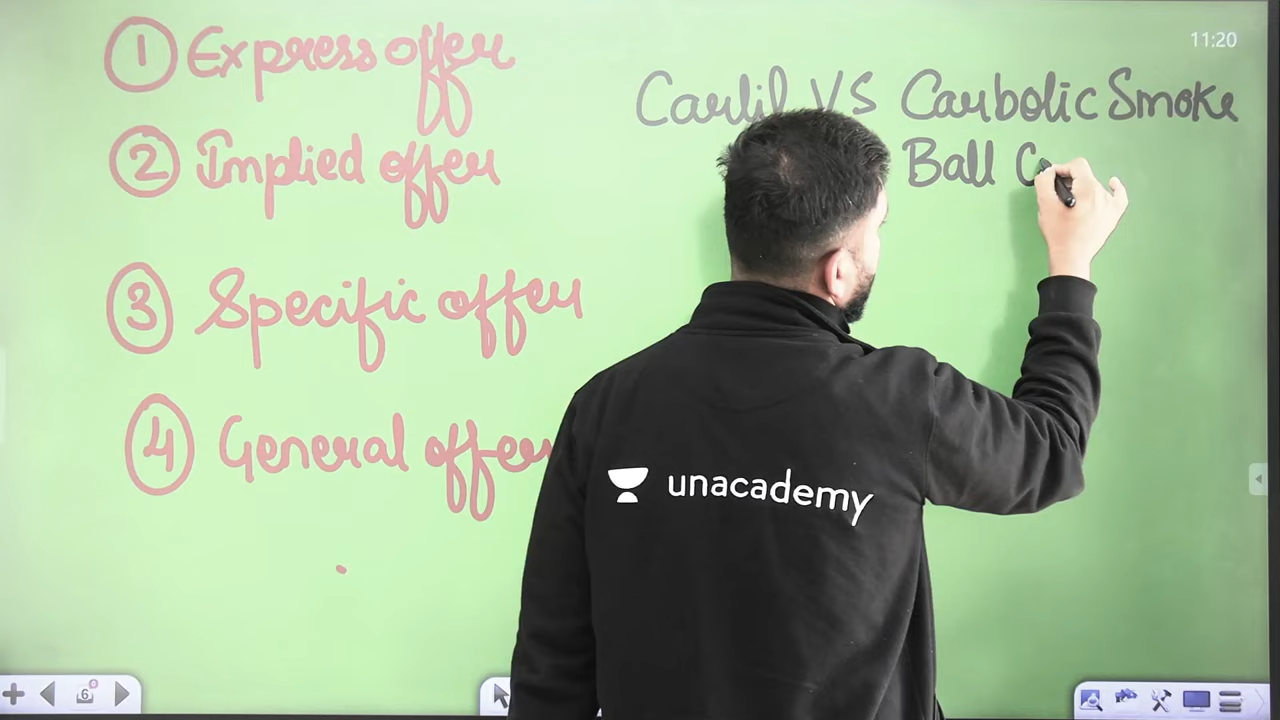 1 Express offer
2 Implied offer
3 Specific offer
4 General offer
11:20
Carlil VS Carbolic Smoke
Ball C
unacademy
6